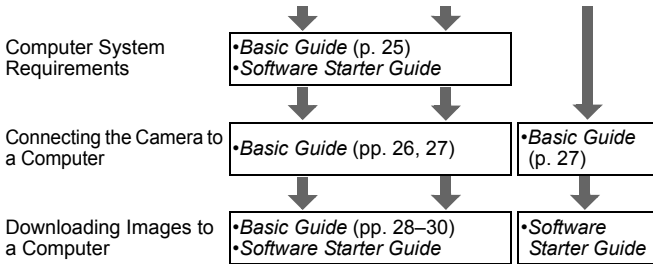 Computer System
Requirements
•Basic Guide (p. 25)
•Software Starter Guide
Connecting the Camera to
a Computer
•Basic Guide (pp. 26, 27)
•Basic Guide
(p. 27)
Downloading Images to
a Computer
•Basic Guide (pp. 28–30)
•Software Starter Guide
•Software
Starter Guide